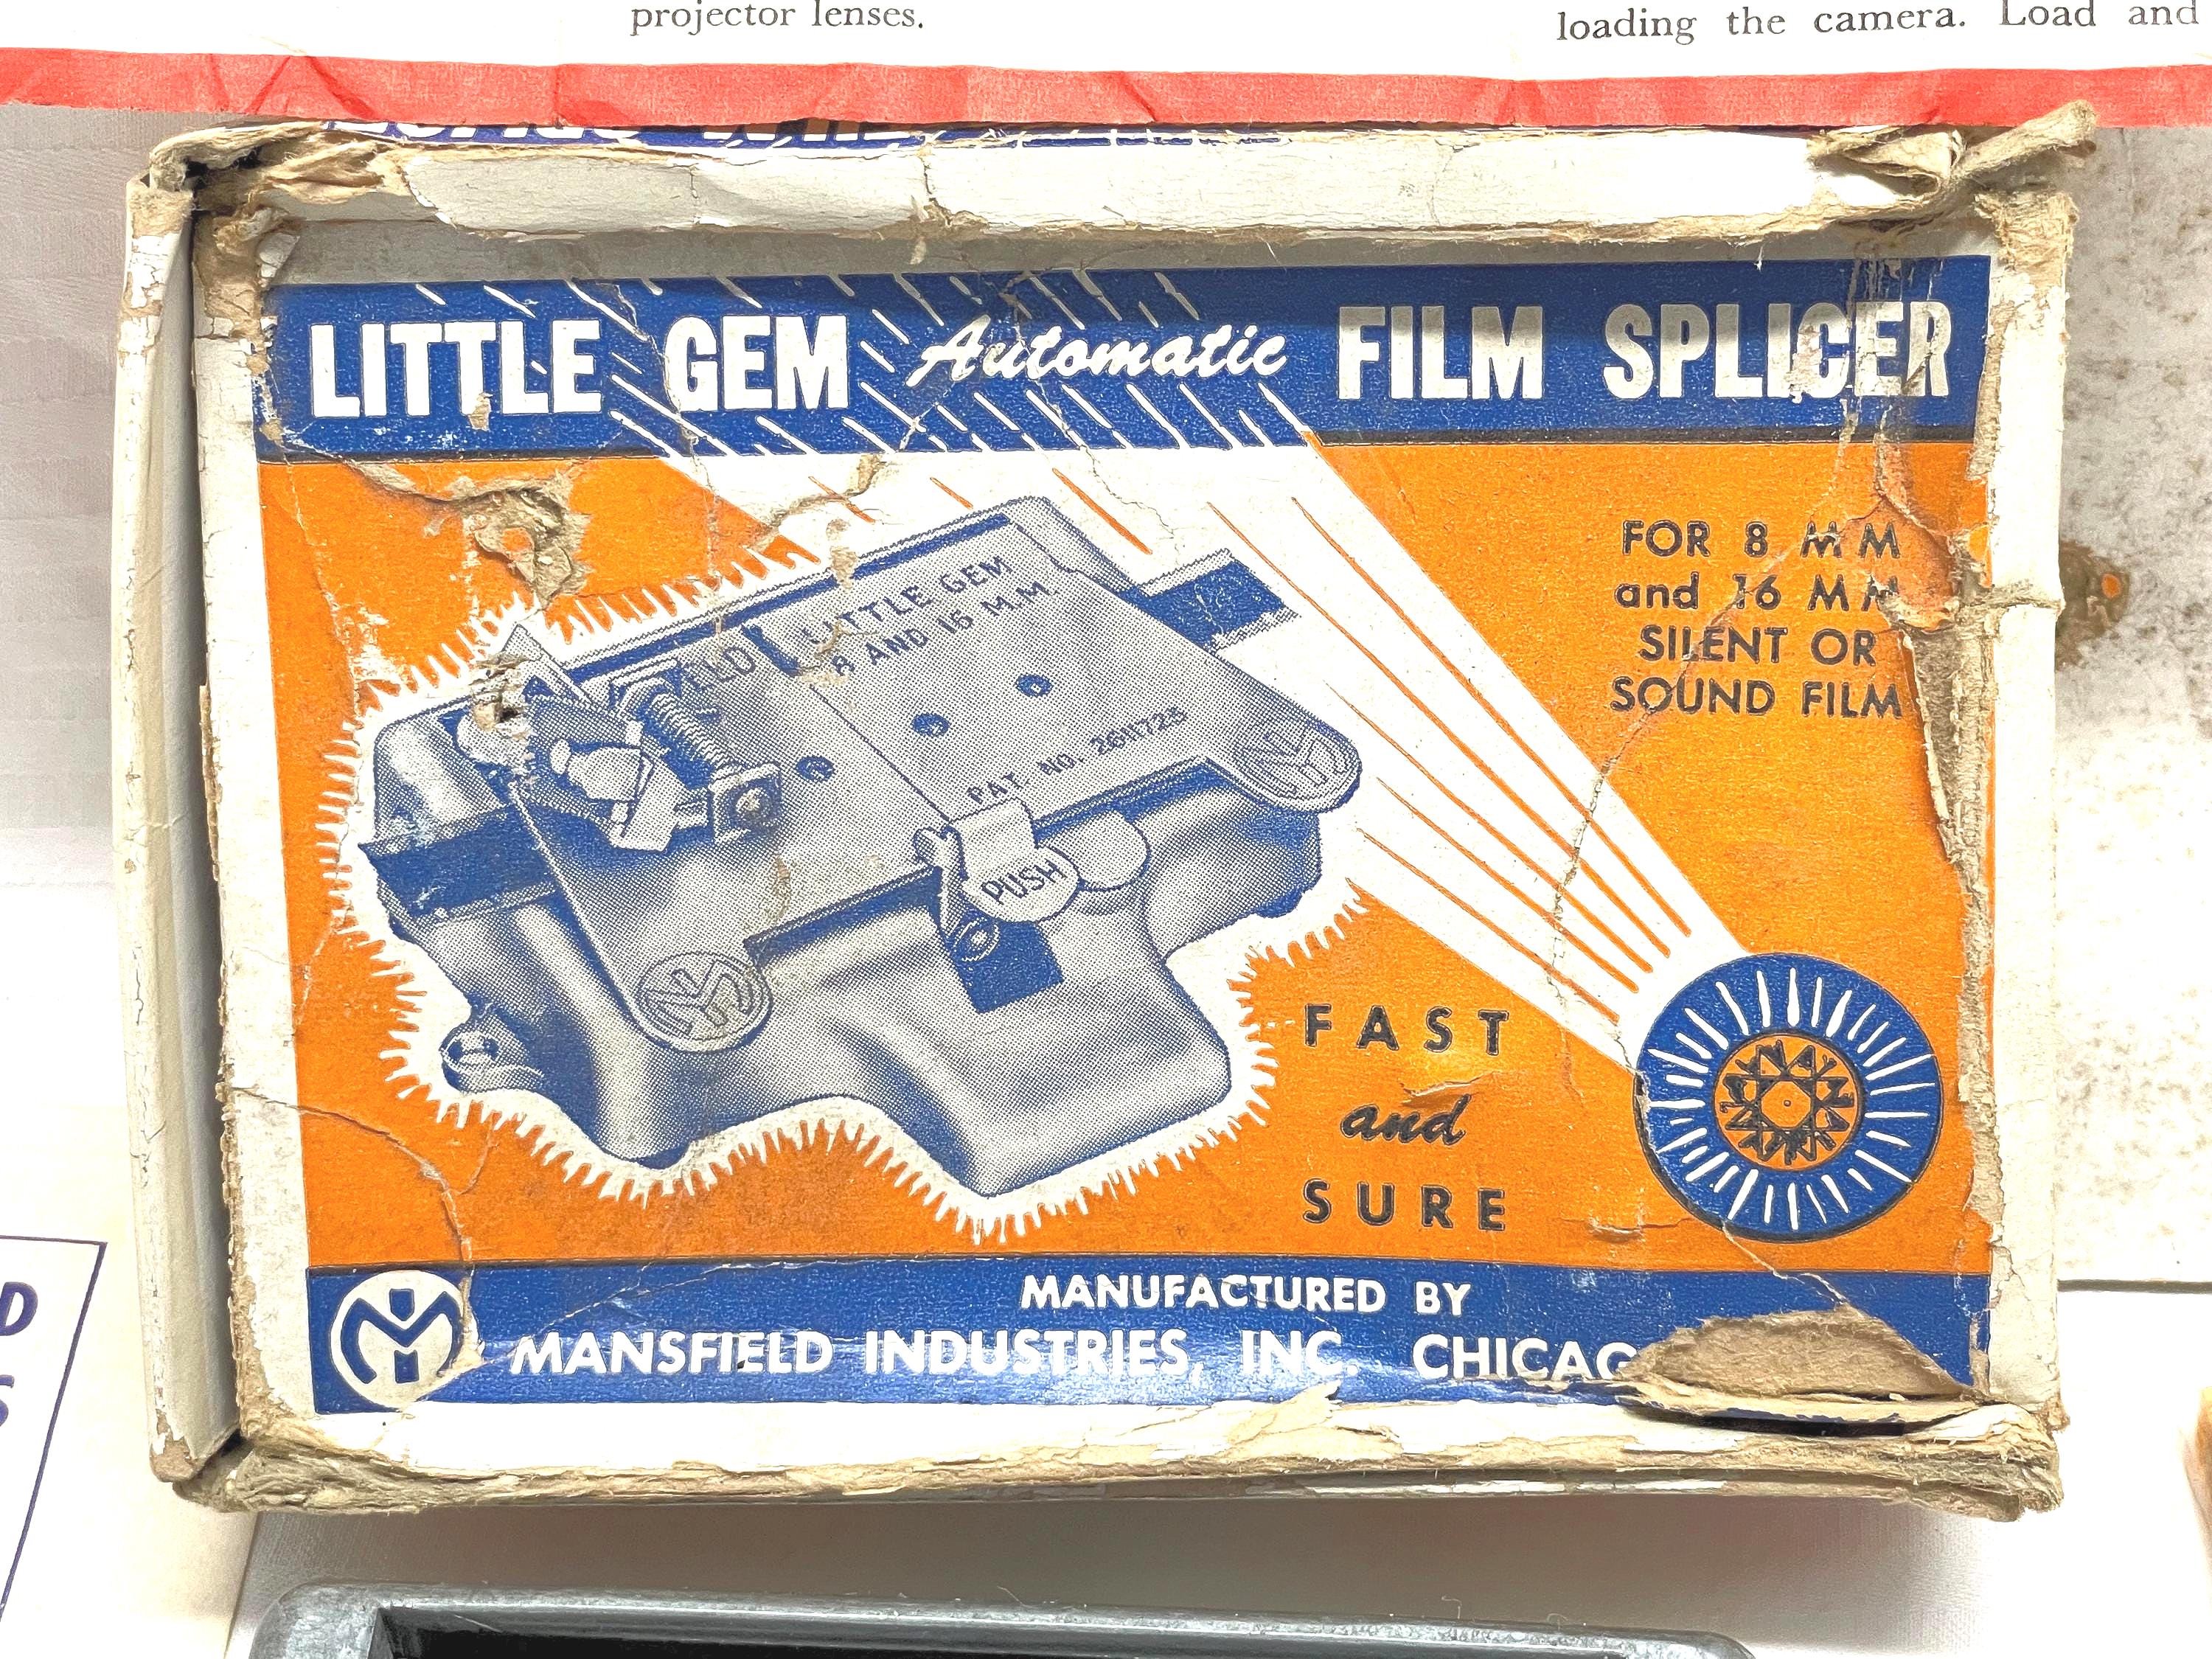 projector lenses.
loading the camera. Load and
LITTLE GEM Automatic FILM SPLICER
FOR 8 MM
and 16 MM
SILENT OR
SOUND FILM
LITTLE GEM
8 AND 16 M.M.
PAT. NO. 2611723
PUSH
FAST
and
SURE
MANUFACTURED BY
MANSFIELD INDUSTRIES, INC. CHICAG